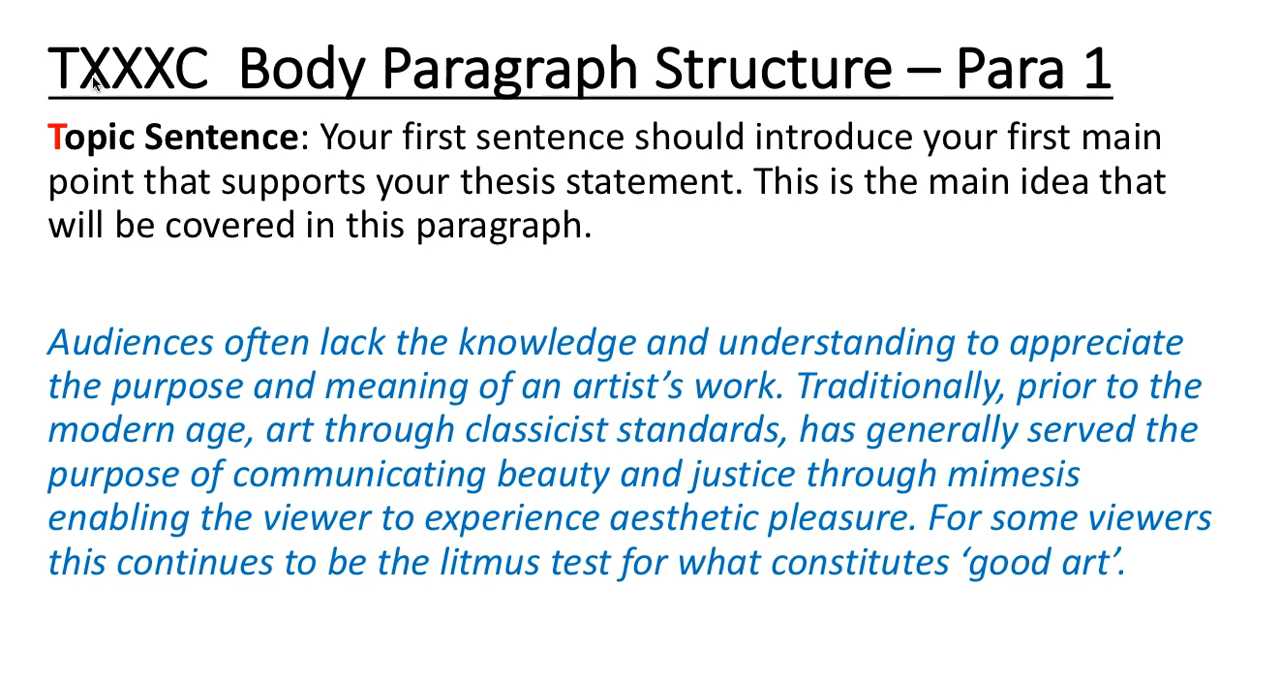 TXXXC  Body Paragraph Structure – Para 1
Topic Sentence: Your first sentence should introduce your first main
point that supports your thesis statement. This is the main idea that
will be covered in this paragraph.
Audiences often lack the knowledge and understanding to appreciate
the purpose and meaning of an artist’s work. Traditionally, prior to the
modern age, art through classicist standards, has generally served the
purpose of communicating beauty and justice through mimesis
enabling the viewer to experience aesthetic pleasure. For some viewers
this continues to be the litmus test for what constitutes ‘good art’.